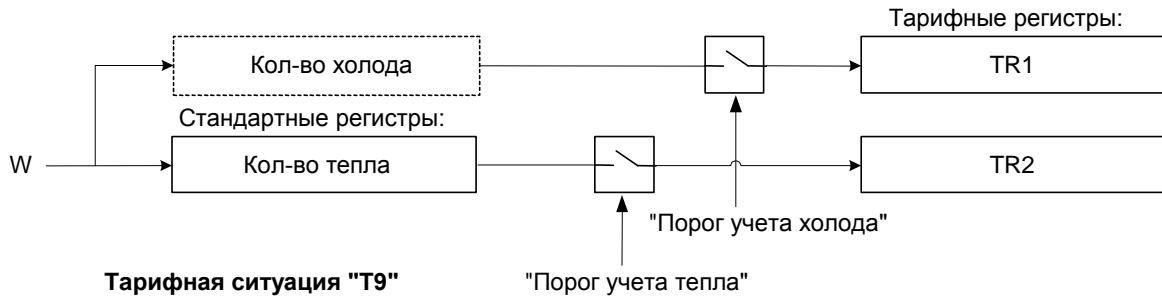 Тарифные регистры:
Кол-во холода
TR1
Стандартные регистры:
W
Кол-во тепла
TR2
"Порог учета холода"
Тарифная ситуация "Т9"
"Порог учета тепла"